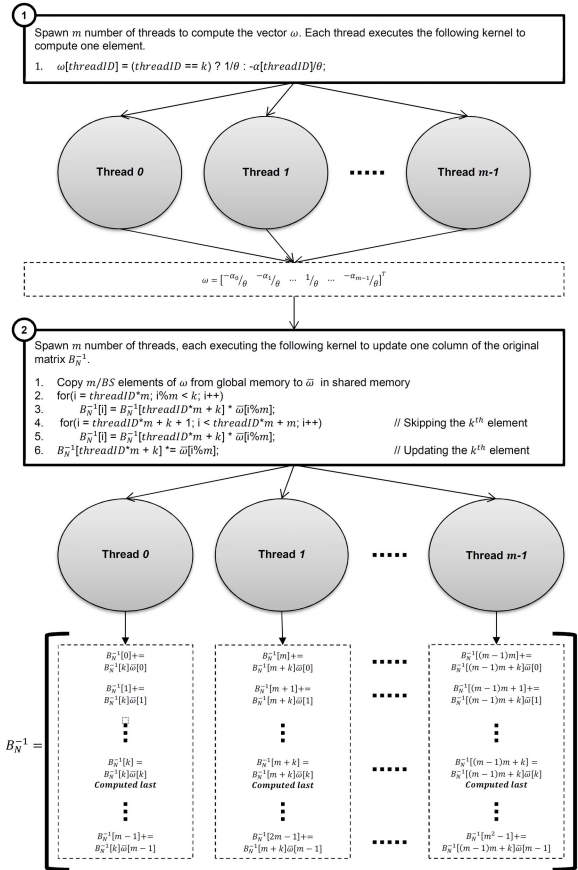 1
Spawn m number of threads to compute the vector ω. Each thread executes the following kernel to
compute one element.
1. ω[threadID] = (threadID == k) ? 1/θ : -α[threadID]/θ;
Thread 0
Thread 1
Thread m-1
ω = [−α₀/θ −α₁/θ ⋯ 1/θ ⋯ −αₘ₋₁/θ]ᵀ
2
Spawn m number of threads, each executing the following kernel to update one column of the original
matrix B_N^{-1}.
1. Copy m/BS elements of ω from global memory to ω̅ in shared memory
2. for(i = threadID*m; i%m < k; i++)
3. B_N^{-1}[i] = B_N^{-1}[threadID*m + k] * ω̅[i%m];
4. for(i = threadID*m + k + 1; i < threadID*m + m; i++) // Skipping the k^{th} element
5. B_N^{-1}[i] = B_N^{-1}[threadID*m + k] * ω̅[i%m];
6. B_N^{-1}[threadID*m + k] *= ω̅[i%m]; // Updating the k^{th} element
Thread 0
Thread 1
Thread m-1
B_N^{-1} =
B_N^{-1}[0]+=
B_N^{-1}[k]ω̅[0]
B_N^{-1}[1]+=
B_N^{-1}[k]ω̅[1]
B_N^{-1}[k] =
B_N^{-1}[k]ω̅[k]
Computed last
B_N^{-1}[m − 1]+=
B_N^{-1}[k]ω̅[m − 1]
B_N^{-1}[m]+=
B_N^{-1}[m + k]ω̅[0]
B_N^{-1}[m + 1]+=
B_N^{-1}[m + k]ω̅[1]
B_N^{-1}[m + k] =
B_N^{-1}[m + k]ω̅[k]
Computed last
B_N^{-1}[2m − 1]+=
B_N^{-1}[m + k]ω̅[m − 1]
B_N^{-1}[(m − 1)m]+=
B_N^{-1}[(m − 1)m + k]ω̅[0]
B_N^{-1}[(m − 1)m + 1]+=
B_N^{-1}[(m − 1)m + k]ω̅[1]
B_N^{-1}[(m − 1)m + k] =
B_N^{-1}[(m − 1)m + k]ω̅[k]
Computed last
B_N^{-1}[m² − 1]+=
B_N^{-1}[(m − 1)m + k]ω̅[m − 1]